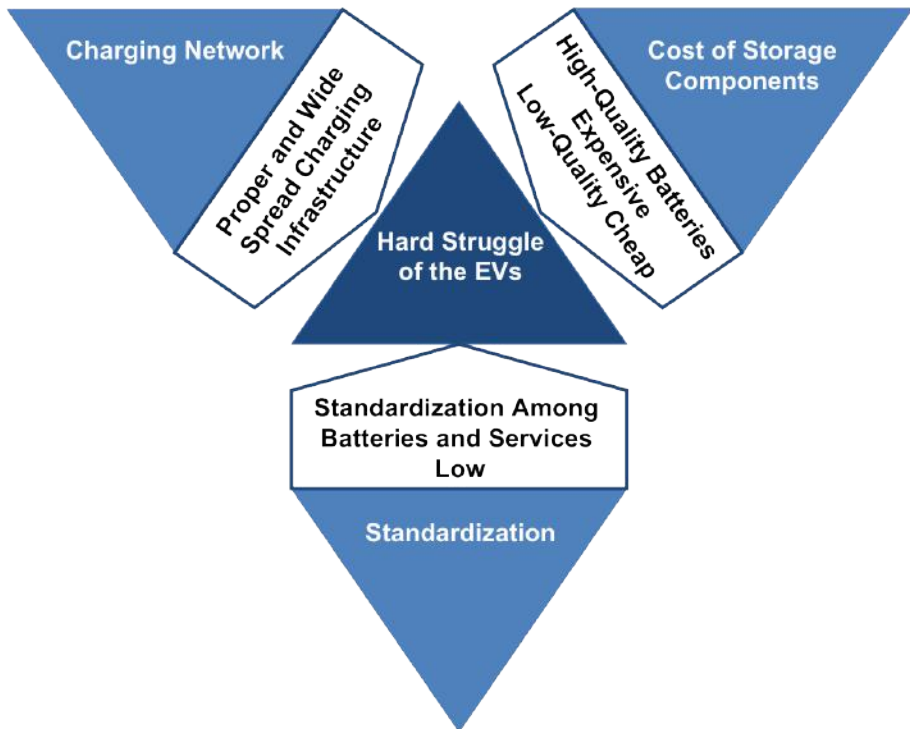 Charging Network
Proper and Wide
Spread Charging
Infrastructure
Cost of Storage
Components
High-Quality Batteries
Expensive
Low-Quality Cheap
Hard Struggle
of the EVs
Standardization Among
Batteries and Services
Low
Standardization